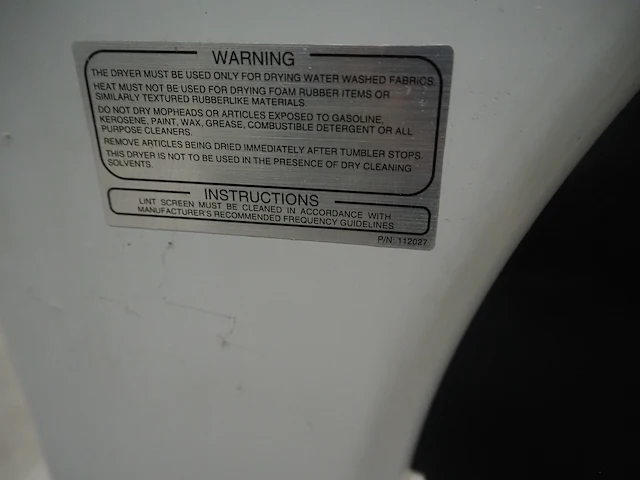 WARNING
THE DRYER MUST BE USED ONLY FOR DRYING WATER WASHED FABRICS.
HEAT MUST NOT BE USED FOR DRYING FOAM RUBBER ITEMS OR
SIMILARLY TEXTURED RUBBERLIKE MATERIALS.
DO NOT DRY MOPHEADS OR ARTICLES EXPOSED TO GASOLINE,
KEROSENE, PAINT, WAX, GREASE, COMBUSTIBLE DETERGENT OR ALL
PURPOSE CLEANERS.
REMOVE ARTICLES BEING DRIED IMMEDIATELY AFTER TUMBLER STOPS.
THIS DRYER IS NOT TO BE USED IN THE PRESENCE OF DRY CLEANING
SOLVENTS.
INSTRUCTIONS
LINT SCREEN MUST BE CLEANED IN ACCORDANCE WITH
MANUFACTURER'S RECOMMENDED FREQUENCY GUIDELINES
P/N: 112027